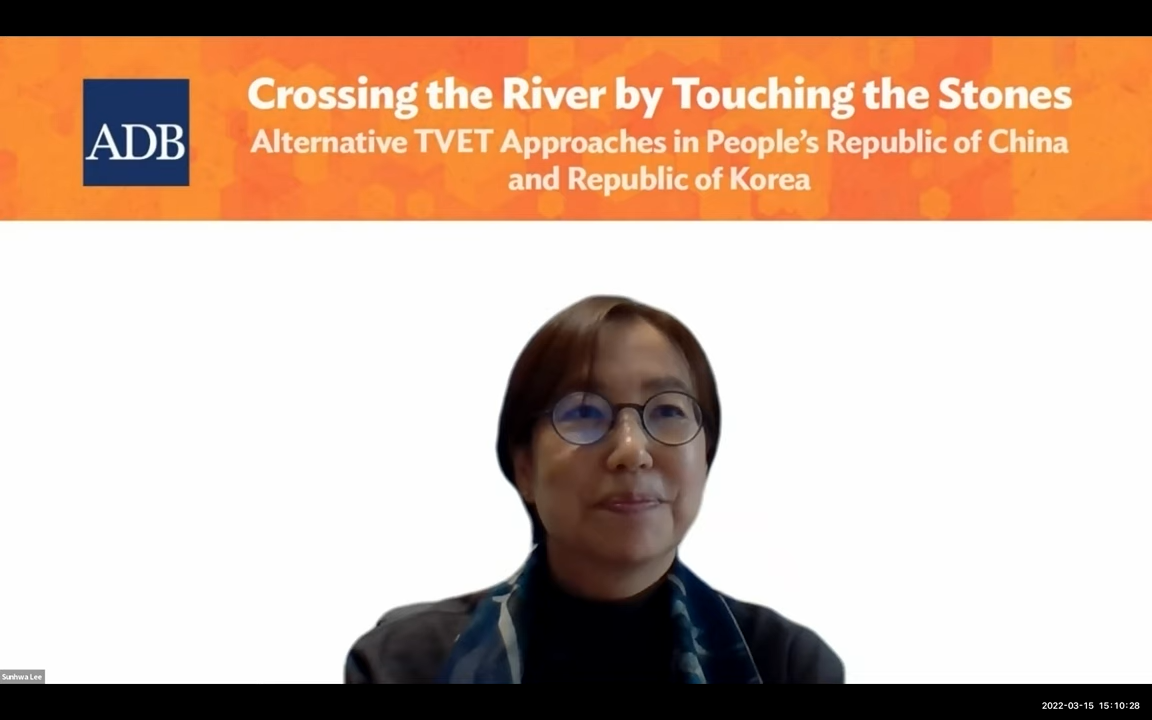 ADB
Crossing the River by Touching the Stones
Alternative TVET Approaches in People’s Republic of China
and Republic of Korea
Sunhwa Lee
2022-03-15 15:10:28